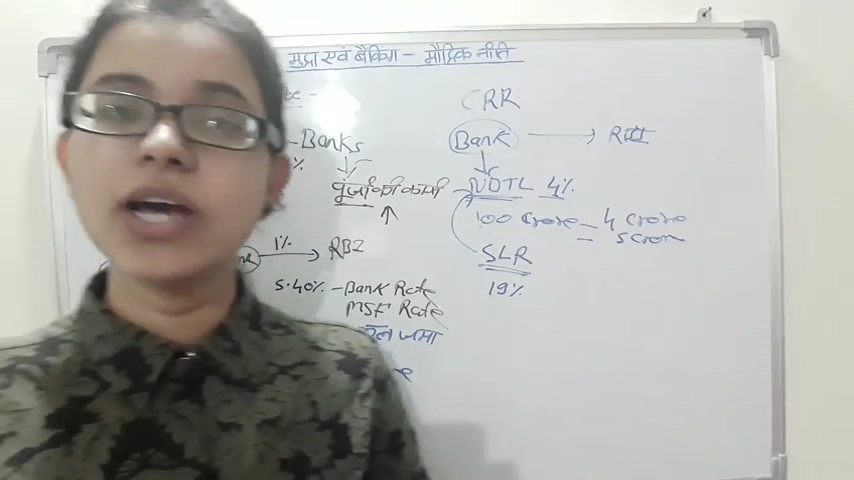 मुद्रा एवं बैंकिंग - मौद्रिक नीति
Banks
%
पूंजी की कमी
1% RBI
5.40% - Bank Rate
MSF Rate
जमा
CRR
Bank
NDTL 4%
100 crore - 4 crore
- 5 crore
SLR
19%